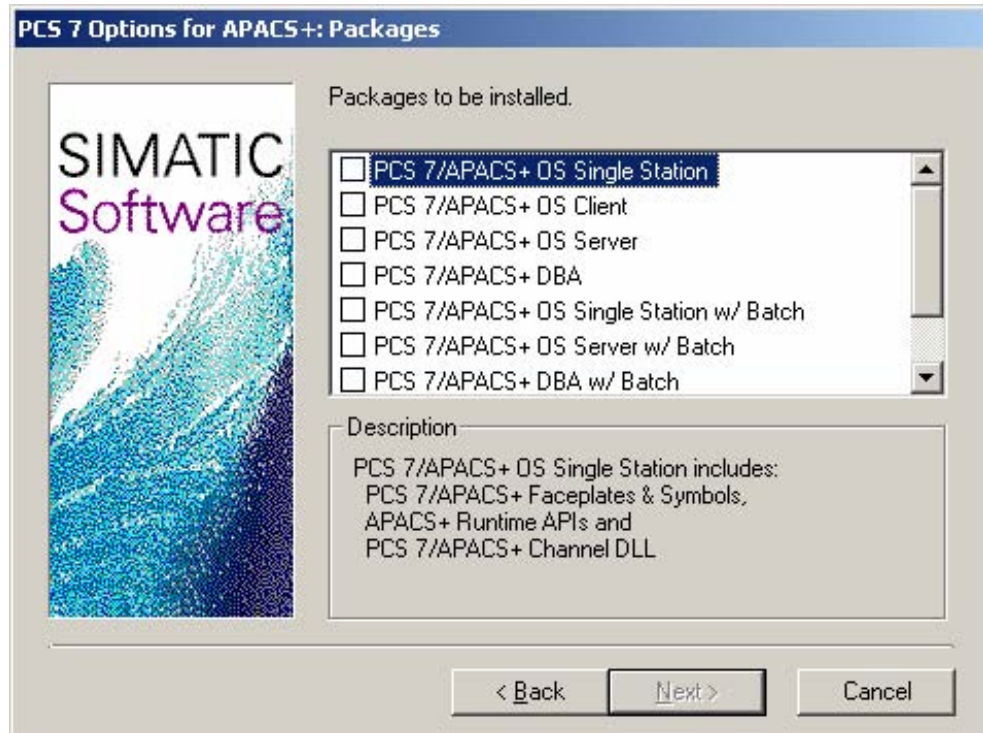 PCS 7 Options for APACS+: Packages
SIMATIC
Software
Packages to be installed.
PCS 7/APACS+ OS Single Station
PCS 7/APACS+ OS Client
PCS 7/APACS+ OS Server
PCS 7/APACS+ DBA
PCS 7/APACS+ OS Single Station w/ Batch
PCS 7/APACS+ OS Server w/ Batch
PCS 7/APACS+ DBA w/ Batch
Description
PCS 7/APACS+ OS Single Station includes:
PCS 7/APACS+ Faceplates & Symbols,
APACS+ Runtime APIs and
PCS 7/APACS+ Channel DLL
< Back
Next >
Cancel